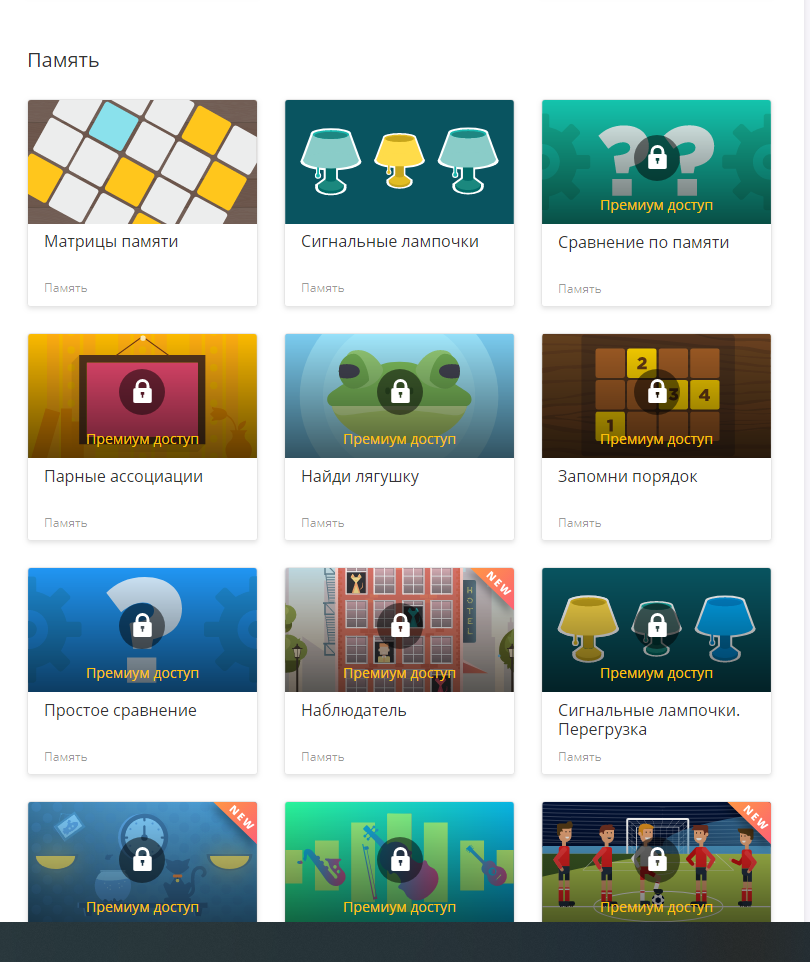 Память
Матрицы памяти
Память
Сигнальные лампочки
Память
??
Премиум доступ
Сравнение по памяти
Память
Премиум доступ
Парные ассоциации
Память
Премиум доступ
Найди лягушку
Память
2
3
4
1
Премиум доступ
Запомни порядок
Память
?
Премиум доступ
Простое сравнение
Память
NEW
HOTEL
Премиум доступ
Наблюдатель
Память
Премиум доступ
Сигнальные лампочки.
Перегрузка
Память
NEW
Премиум доступ
Премиум доступ
NEW
Премиум доступ